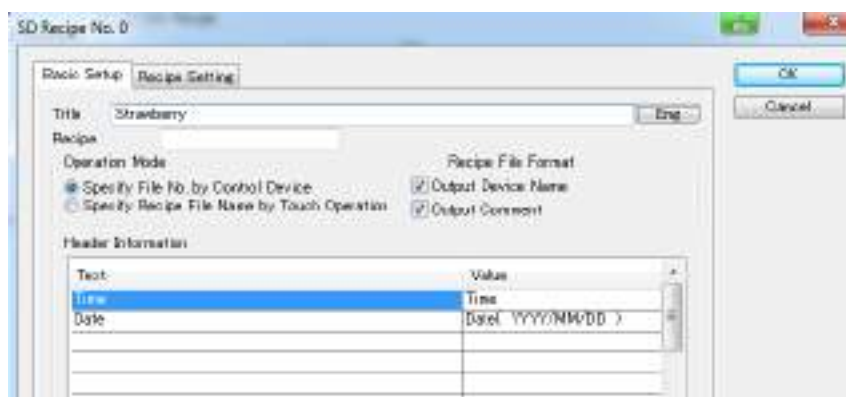 SD Recipe No. 0
OK
Basic Setup Recipe Setting
Cancel
Title Strawberry Eng
Recipe
Operation Mode Recipe File Format
Specify File No. by Control Device Output Device Name
Specify Recipe File Name by Touch Operation Output Comment
Header Information
Text Value
Time Time
Date Date( YYYY/MM/DD )